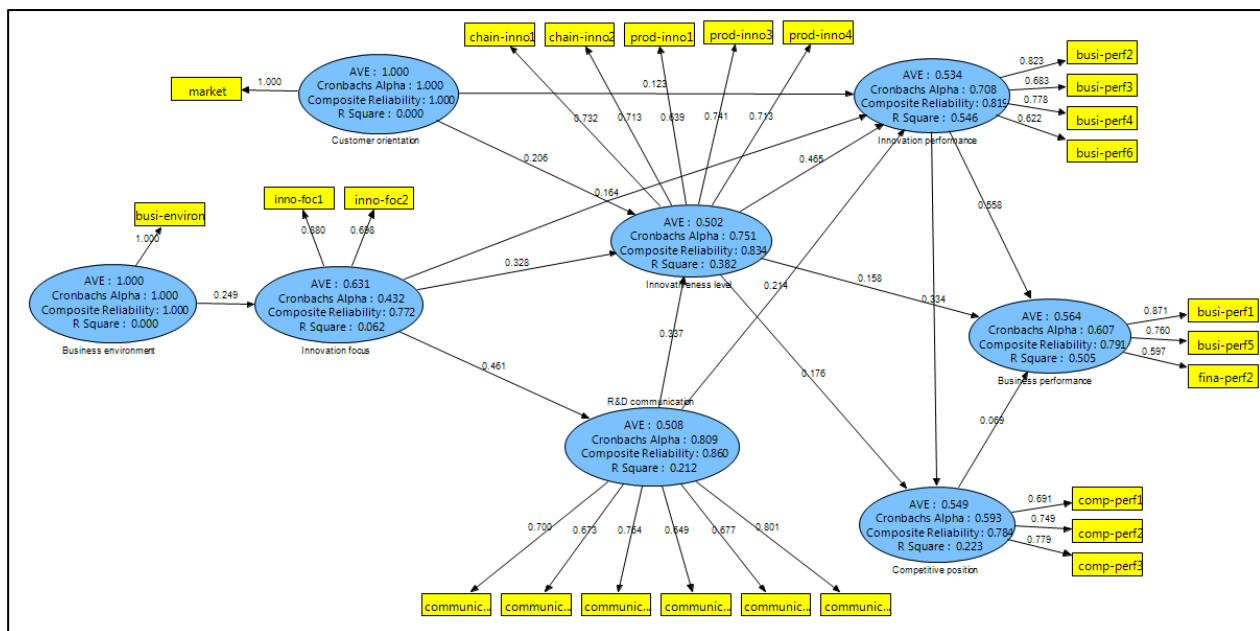 chain-inno1
chain-inno2
prod-inno1
prod-inno3
prod-inno4
market
1.000
AVE : 1.000
Cronbachs Alpha : 1.000
Composite Reliability: 1.000
R Square : 0.000
Customer orientation
0.123
0.206
0.732
0.713
0.639
0.741
0.713
AVE : 0.534
Cronbachs Alpha : 0.708
Composite Reliability: 0.819
R Square : 0.546
Innovation performance
0.823
0.683
0.778
0.622
busi-perf2
busi-perf3
busi-perf4
busi-perf6
busi-environ
1.000
inno-foc1
inno-foc2
0.880
0.698
0.164
0.465
AVE : 0.502
Cronbachs Alpha : 0.751
Composite Reliability: 0.834
R Square : 0.382
Innovativeness level
0.558
AVE : 1.000
Cronbachs Alpha : 1.000
Composite Reliability: 1.000
R Square : 0.000
Business environment
0.249
AVE : 0.631
Cronbachs Alpha : 0.432
Composite Reliability: 0.772
R Square : 0.062
Innovation focus
0.328
0.337
0.214
0.158
0.334
0.176
AVE : 0.564
Cronbachs Alpha : 0.607
Composite Reliability: 0.791
R Square : 0.505
Business performance
0.871
0.760
0.597
busi-perf1
busi-perf5
fina-perf2
0.461
R&D communication
AVE : 0.508
Cronbachs Alpha : 0.809
Composite Reliability: 0.860
R Square : 0.212
0.069
AVE : 0.549
Cronbachs Alpha : 0.593
Composite Reliability: 0.784
R Square : 0.223
Competitive position
0.691
0.749
0.779
comp-perf1
comp-perf2
comp-perf3
0.700
0.673
0.764
0.649
0.677
0.801
communic...
communic...
communic...
communic...
communic...
communic...